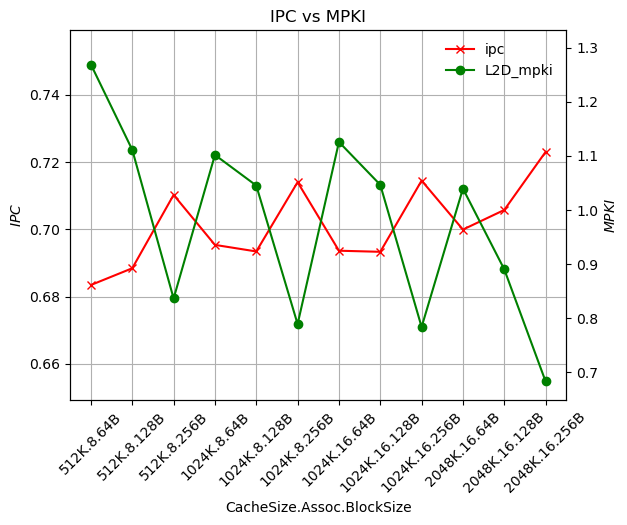 IPC vs MPKI
ipc
L2D_mpki
0.74
0.72
0.70
0.68
0.66
IPC
1.3
1.2
1.1
1.0
0.9
0.8
0.7
MPKI
512K.8.64B
512K.8.128B
512K.8.256B
1024K.8.64B
1024K.8.128B
1024K.8.256B
1024K.16.64B
1024K.16.128B
1024K.16.256B
2048K.16.64B
2048K.16.128B
2048K.16.256B
CacheSize.Assoc.BlockSize